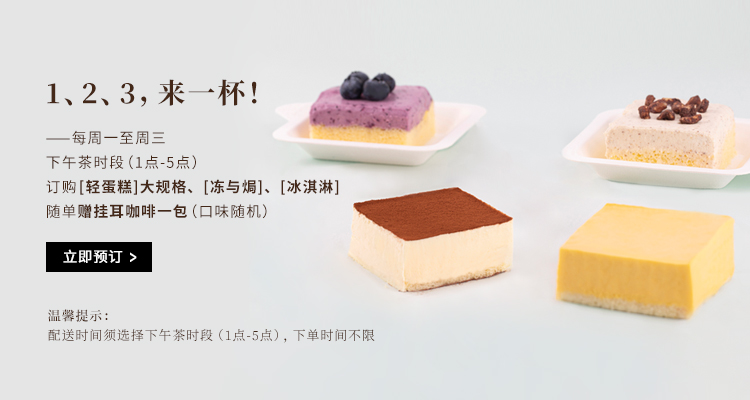 1、2、3，来一杯！
——每周一至周三
下午茶时段（1点-5点）
订购[轻蛋糕]大规格、[冻与焗]、[冰淇淋]
随单赠挂耳咖啡一包（口味随机）
立即预订 >
温馨提示：
配送时间须选择下午茶时段（1点-5点），下单时间不限